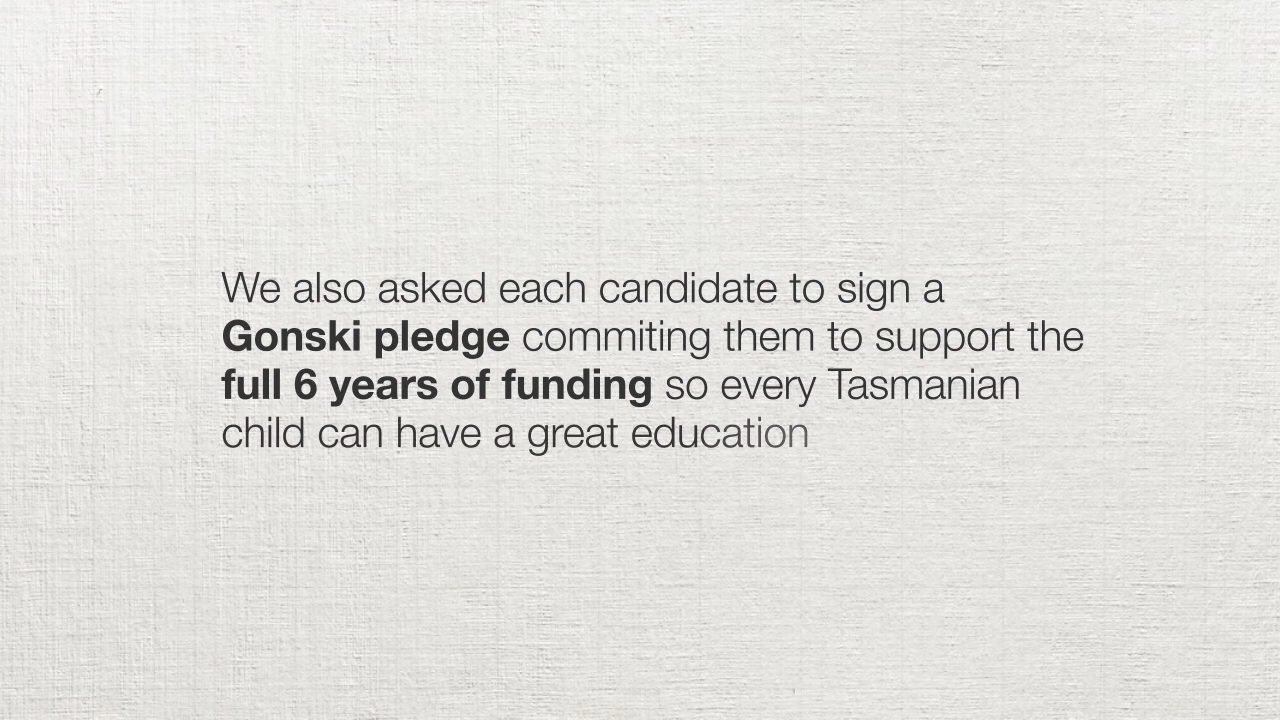 We also asked each candidate to sign a
Gonski pledge commiting them to support the
full 6 years of funding so every Tasmanian
child can have a great education